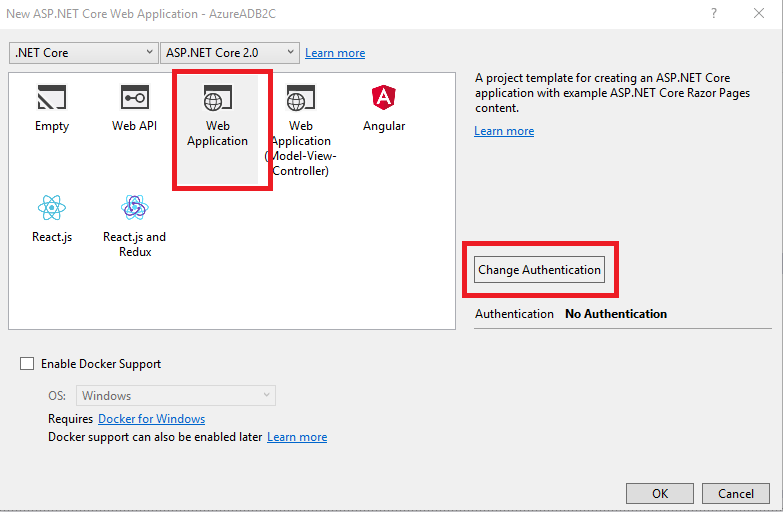 New ASP.NET Core Web Application - AzureADB2C
?
.NET Core
ASP.NET Core 2.0
Learn more
Empty
Web API
Web
Application
Web
Application
(Model-View-
Controller)
Angular
React.js
React.js and
Redux
A project template for creating an ASP.NET Core
application with example ASP.NET Core Razor Pages
content.
Learn more
Change Authentication
Authentication No Authentication
Enable Docker Support
OS: Windows
Requires Docker for Windows
Docker support can also be enabled later Learn more
OK
Cancel